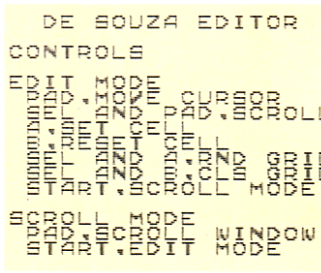 DE SOUZA EDITOR
CONTROLS
EDIT MODE
PAD.MOVE CURSOR
SEL AND PAD.SCROLL
A.SET CELL
B.RESET CELL
SEL AND A.RND GRID
SEL AND B.CLS GRID
START.SCROLL MODE
SCROLL MODE
PAD.SCROLL WINDOW
START.EDIT MODE